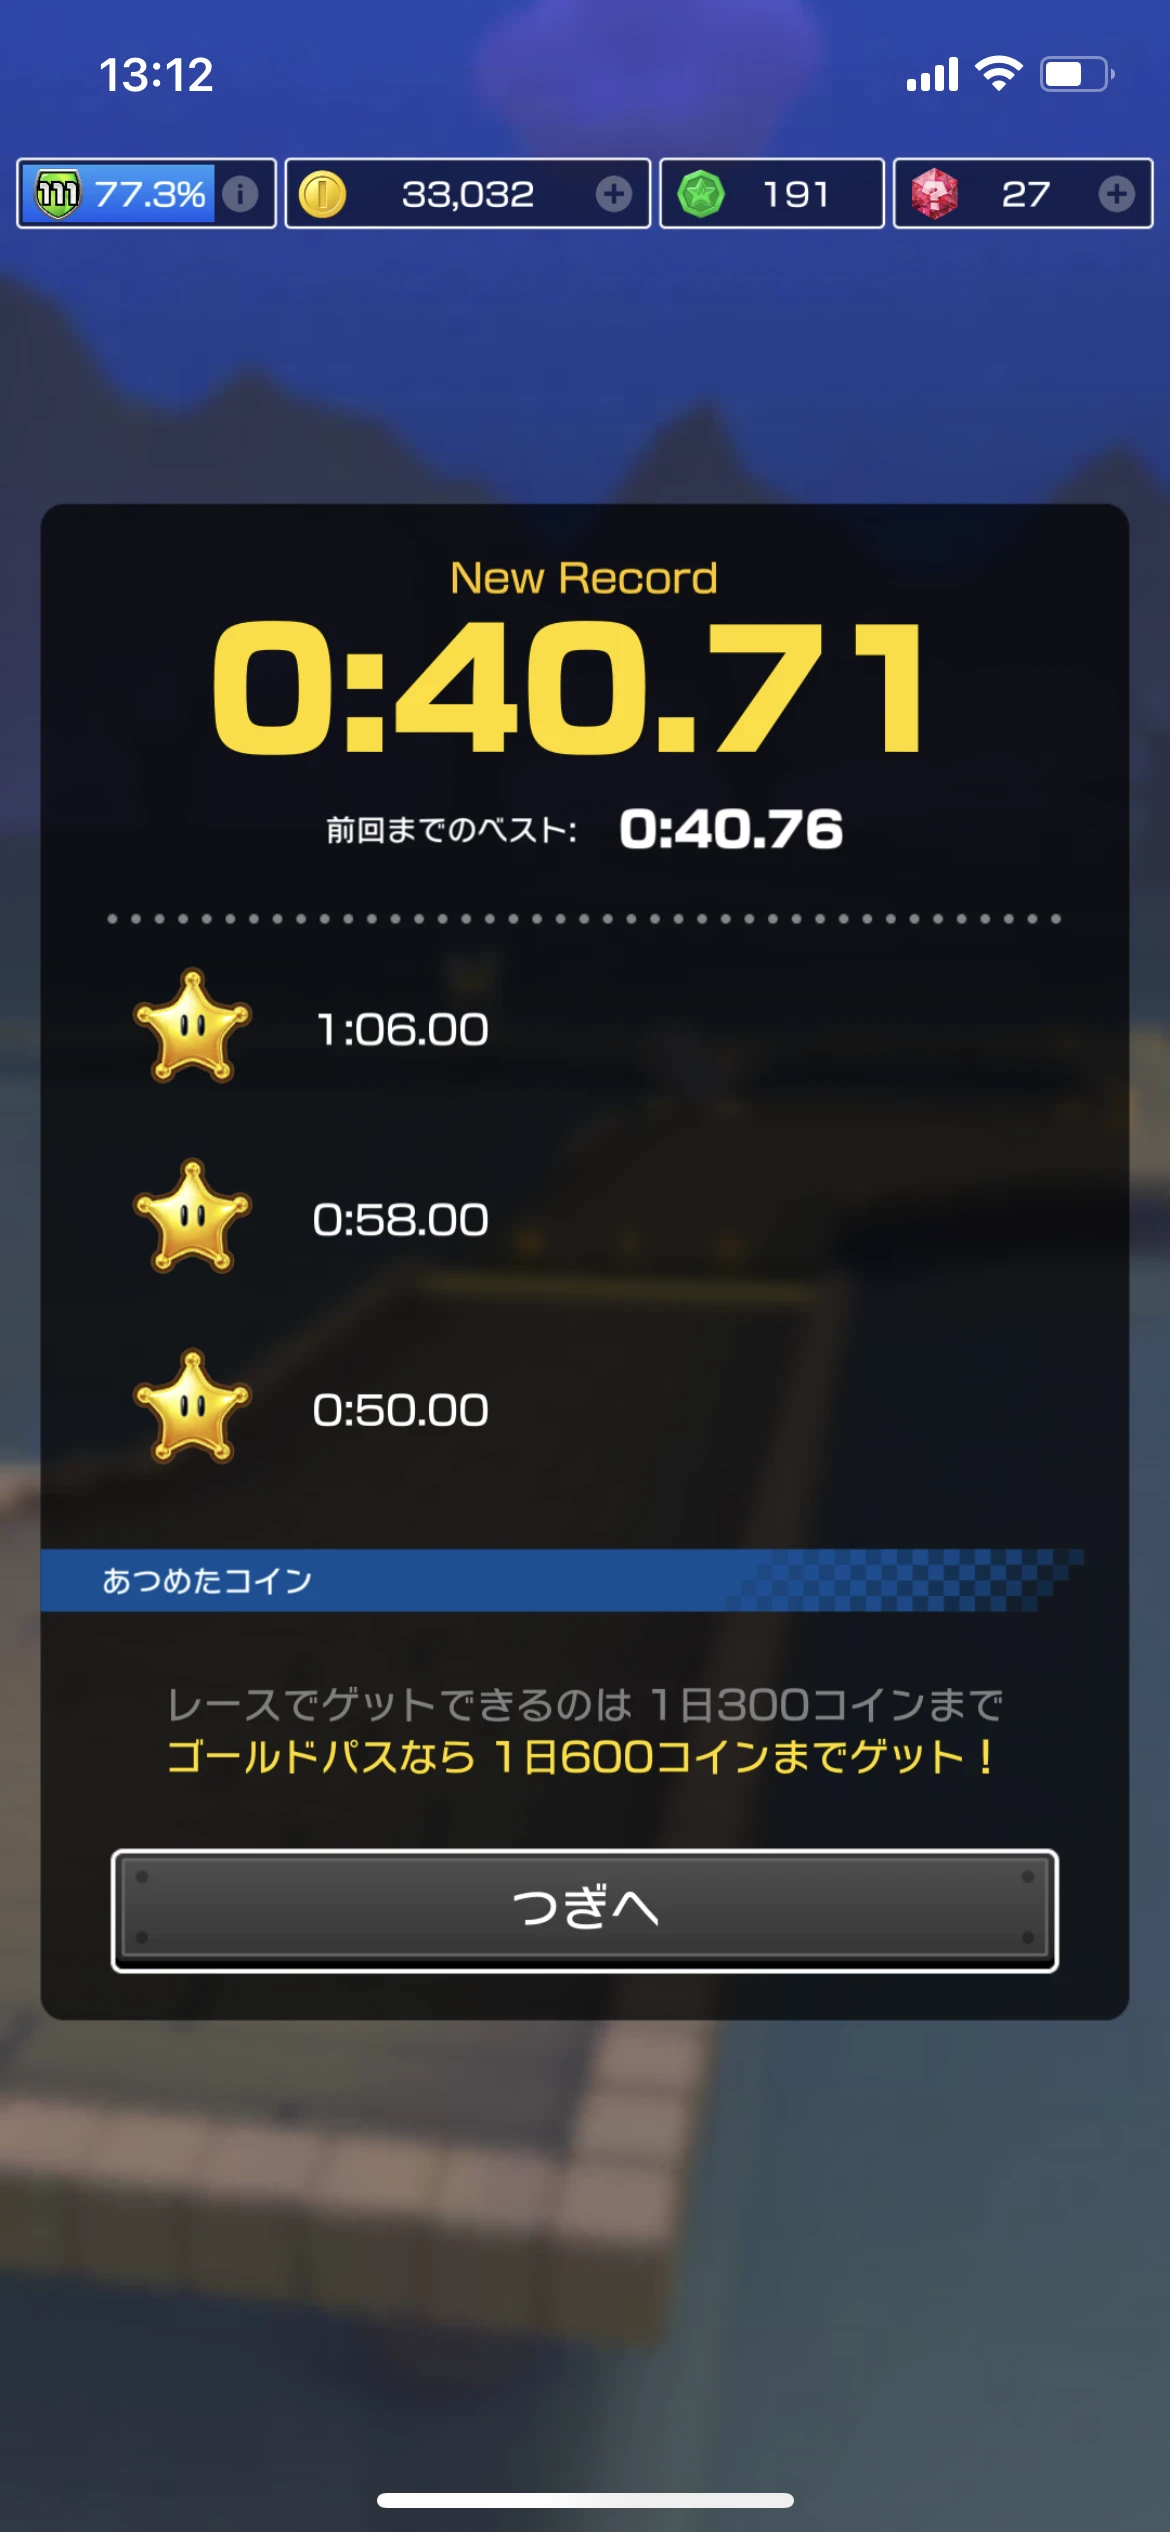 13:12
111 77.3% i 33,032 + 191 ? 27 +
New Record
0:40.71
前回までのベスト: 0:40.76
1:06.00
0:58.00
0:50.00
あつめたコイン
レースでゲットできるのは 1日300コインまで
ゴールドパスなら 1日600コインまでゲット！
つぎへ